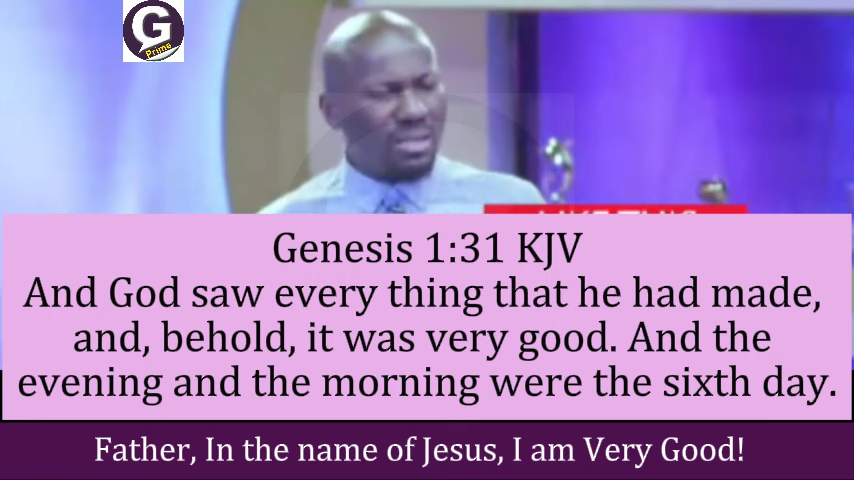 G
Prime
Genesis 1:31 KJV
And God saw every thing that he had made,
and, behold, it was very good. And the
evening and the morning were the sixth day.
Father, In the name of Jesus, I am Very Good!